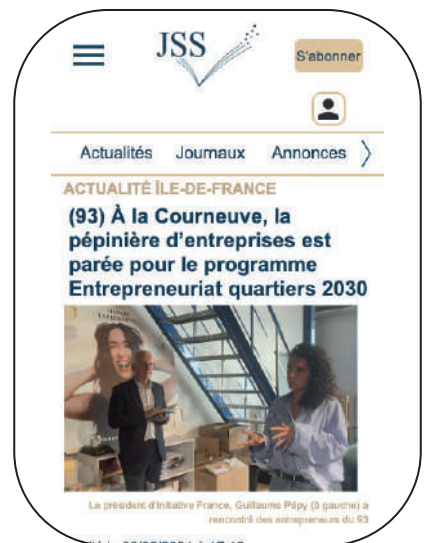 JSS
S'abonner
Actualités Journaux Annonces
ACTUALITÉ ÎLE-DE-FRANCE
(93) À la Courneuve, la
pépinière d'entreprises est
parée pour le programme
Entrepreneuriat quartiers 2030
Le président d'Initiative France, Guillaume Pépy (à gauche) a
rencontré des entrepreneurs du 93